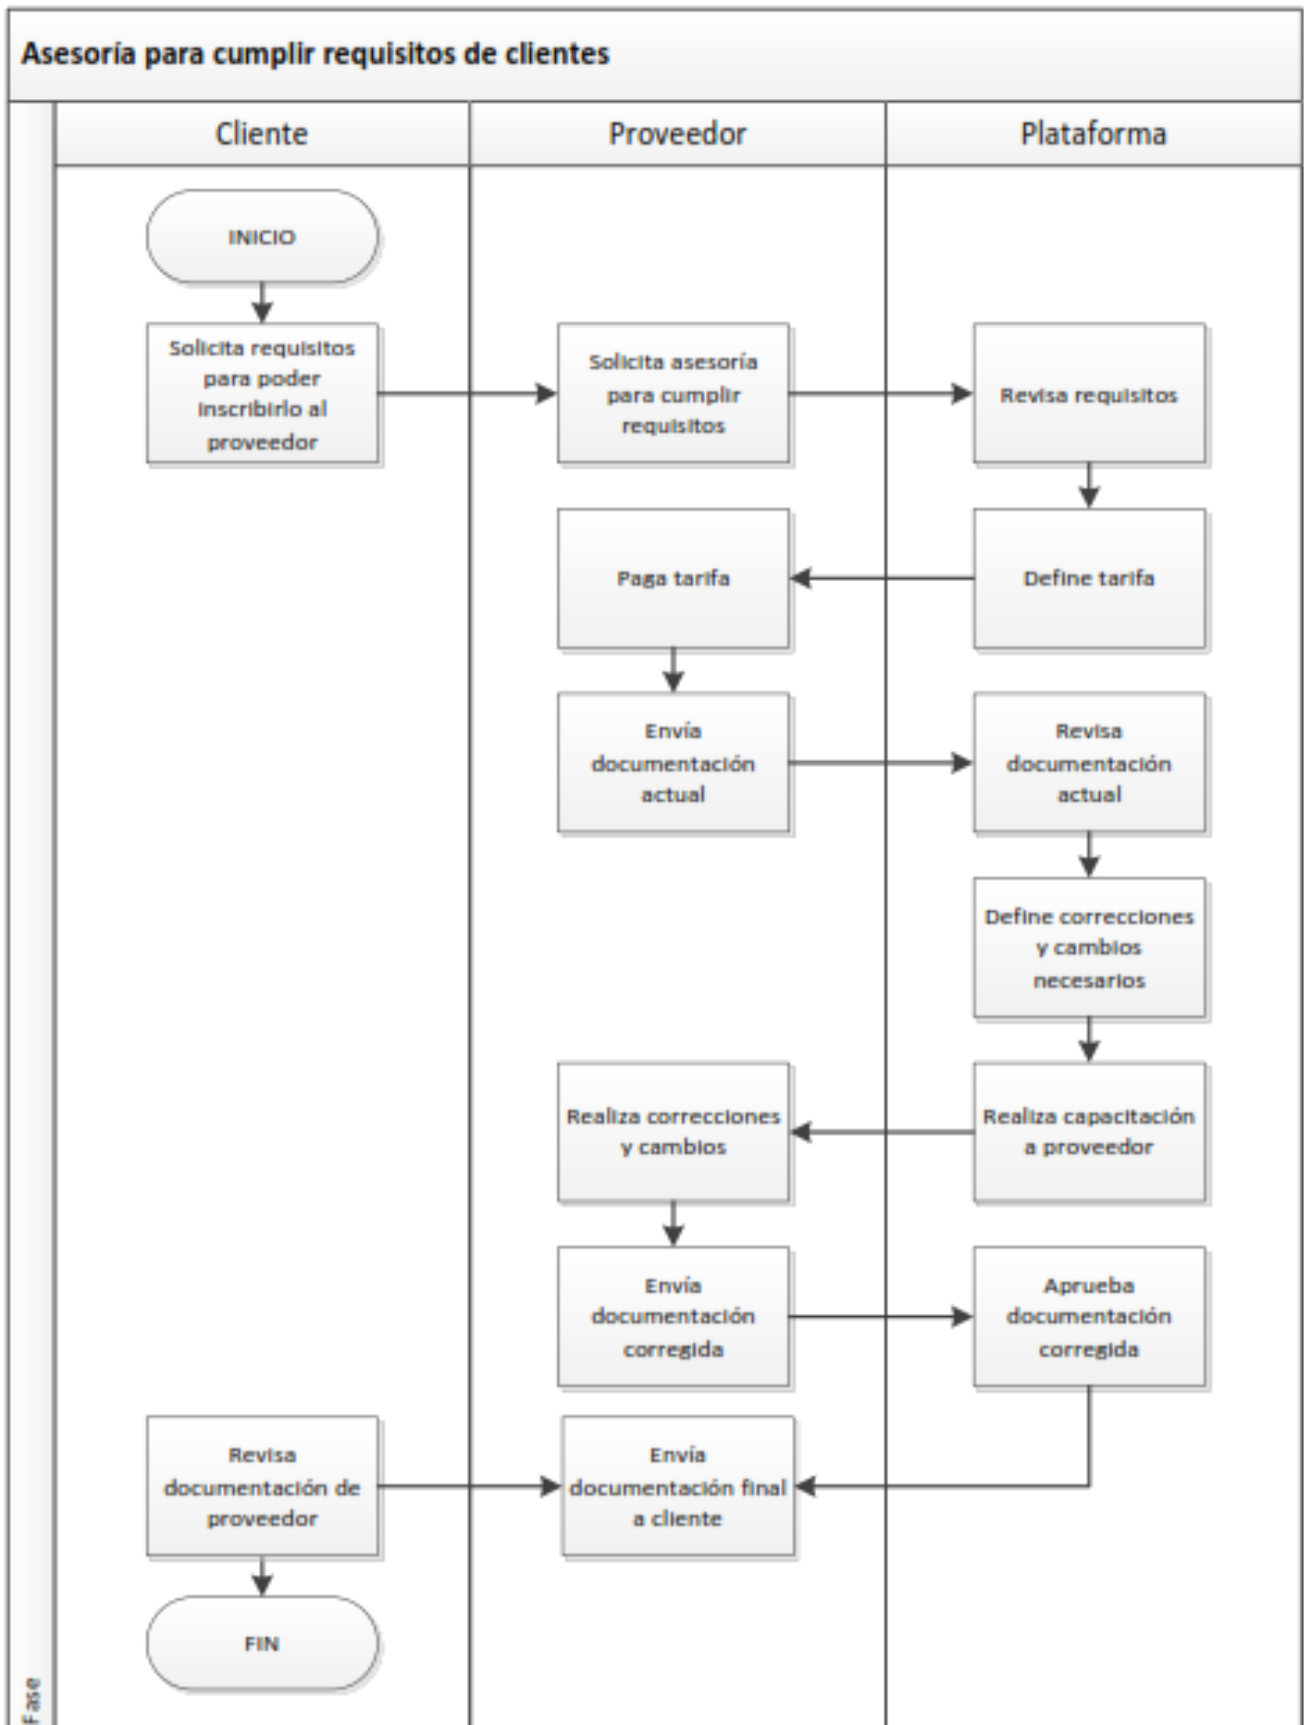 Asesoría para cumplir requisitos de clientes
Cliente
Proveedor
Plataforma
INICIO
Solicita requisitos
para poder
inscribirlo al
proveedor
Solicita asesoría
para cumplir
requisitos
Revisa requisitos
Paga tarifa
Define tarifa
Envía
documentación
actual
Revisa
documentación
actual
Define correcciones
y cambios
necesarios
Realiza correcciones
y cambios
Realiza capacitación
a proveedor
Envía
documentación
corregida
Aprueba
documentación
corregida
Revisa
documentación de
proveedor
Envía
documentación final
a cliente
FIN
Fase